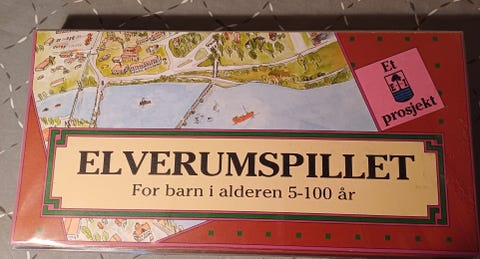 Et
prosjekt
ELVERUMSPILLET
For barn i alderen 5-100 år